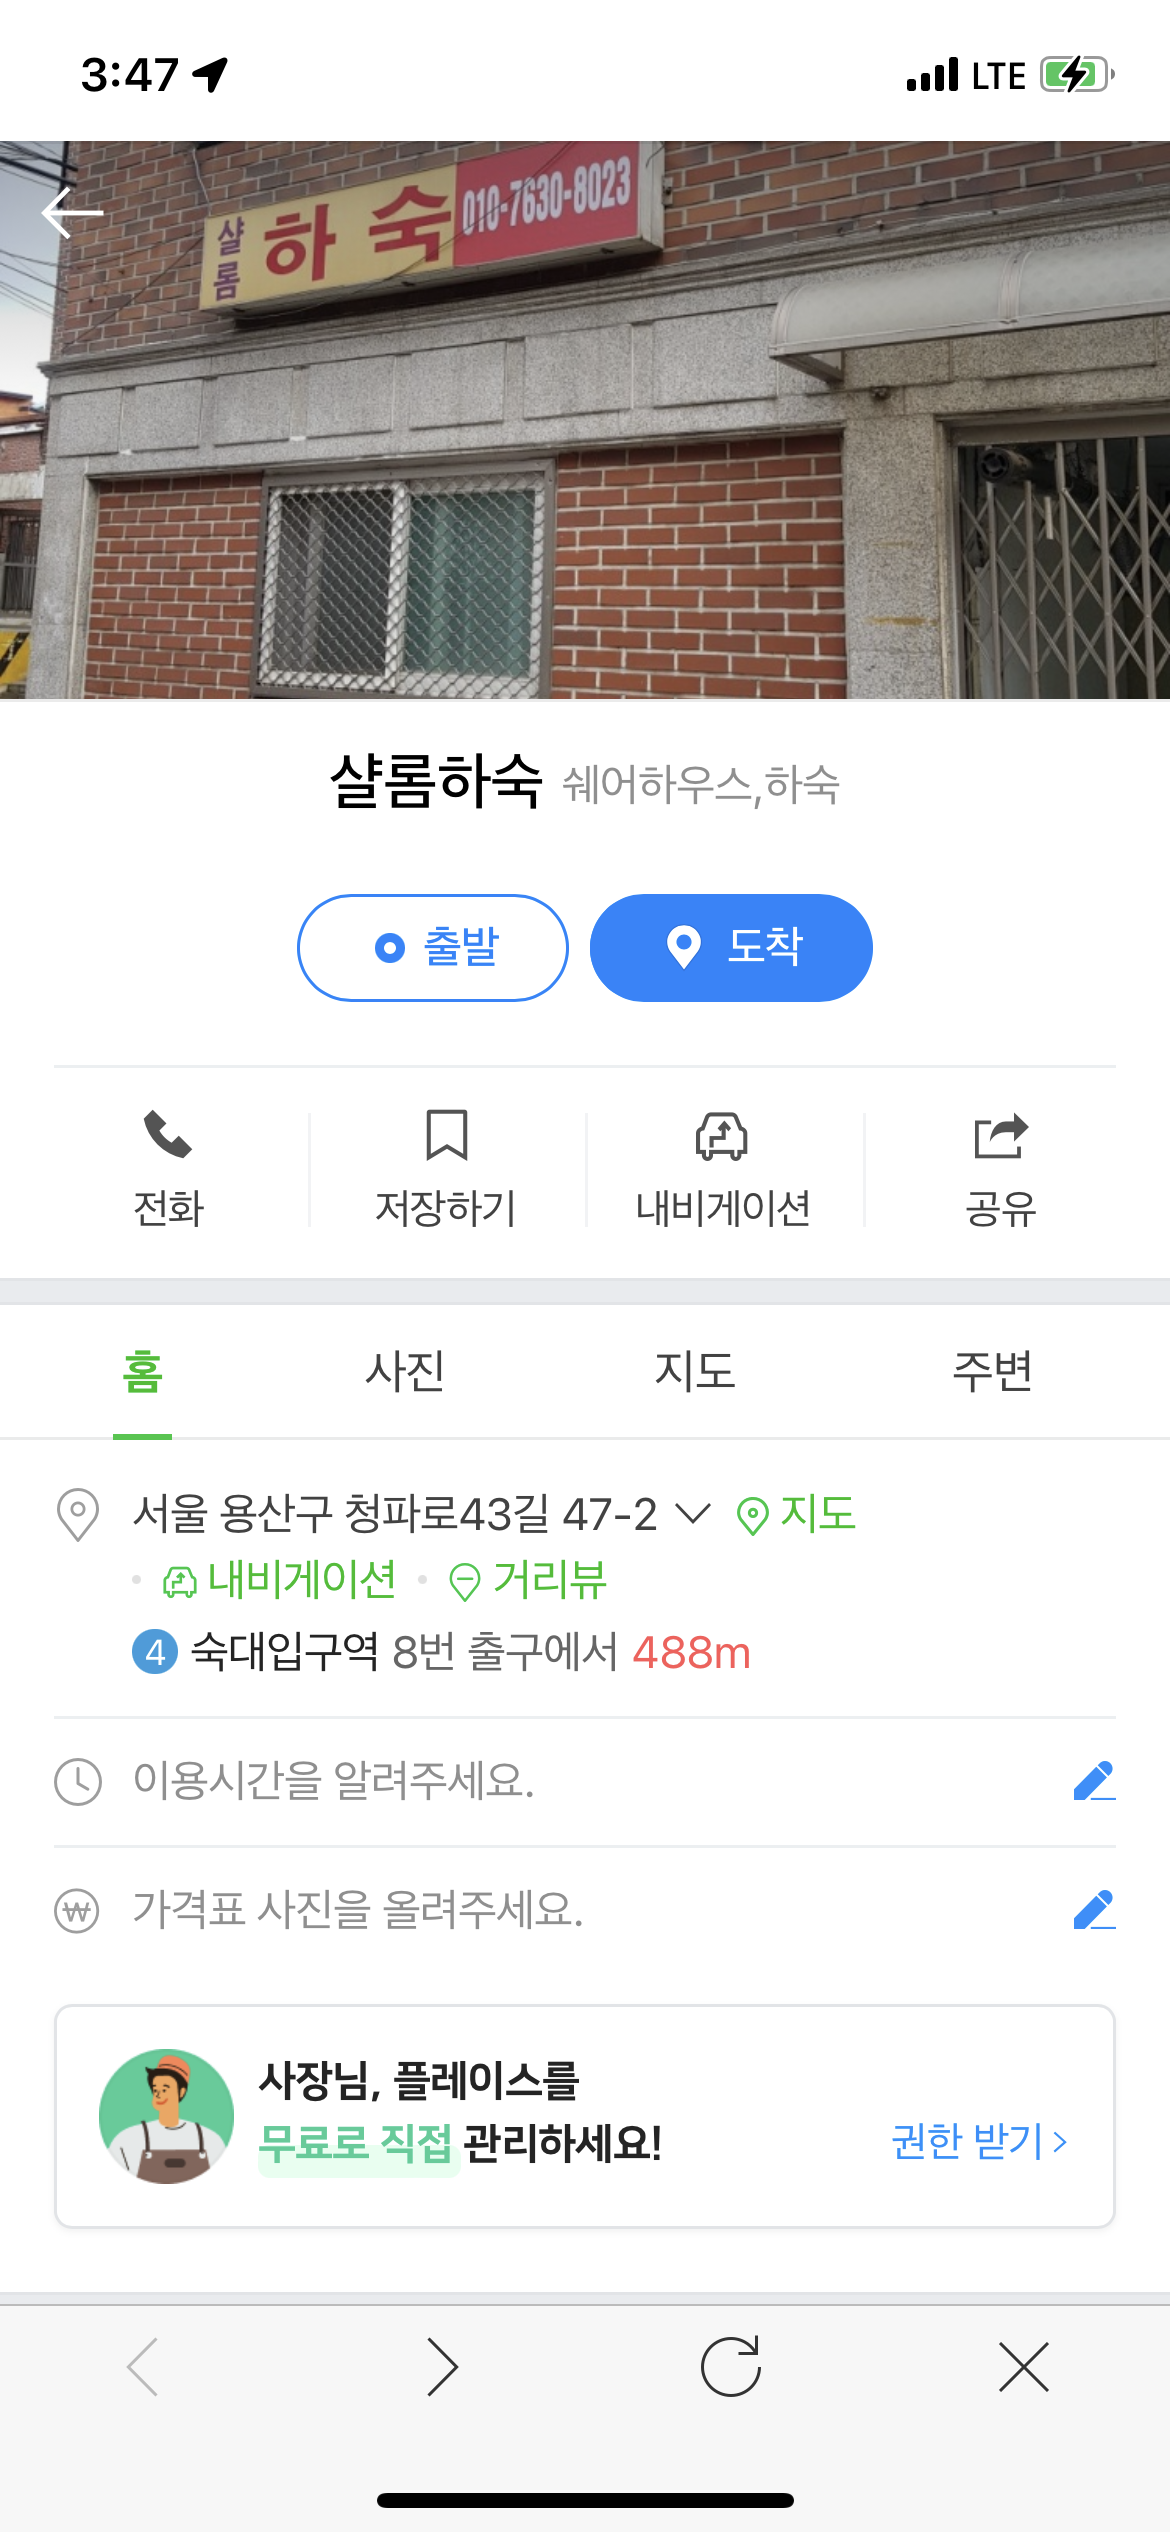 3:47
LTE
샬롬 하숙 010-7630-8023
샬롬하숙 쉐어하우스,하숙
출발 도착
전화 저장하기 내비게이션 공유
홈 사진 지도 주변
서울 용산구 청파로43길 47-2 지도
내비게이션 거리뷰
4 숙대입구역 8번 출구에서 488m
이용시간을 알려주세요.
₩ 가격표 사진을 올려주세요.
사장님, 플레이스를
무료로 직접 관리하세요!
권한 받기